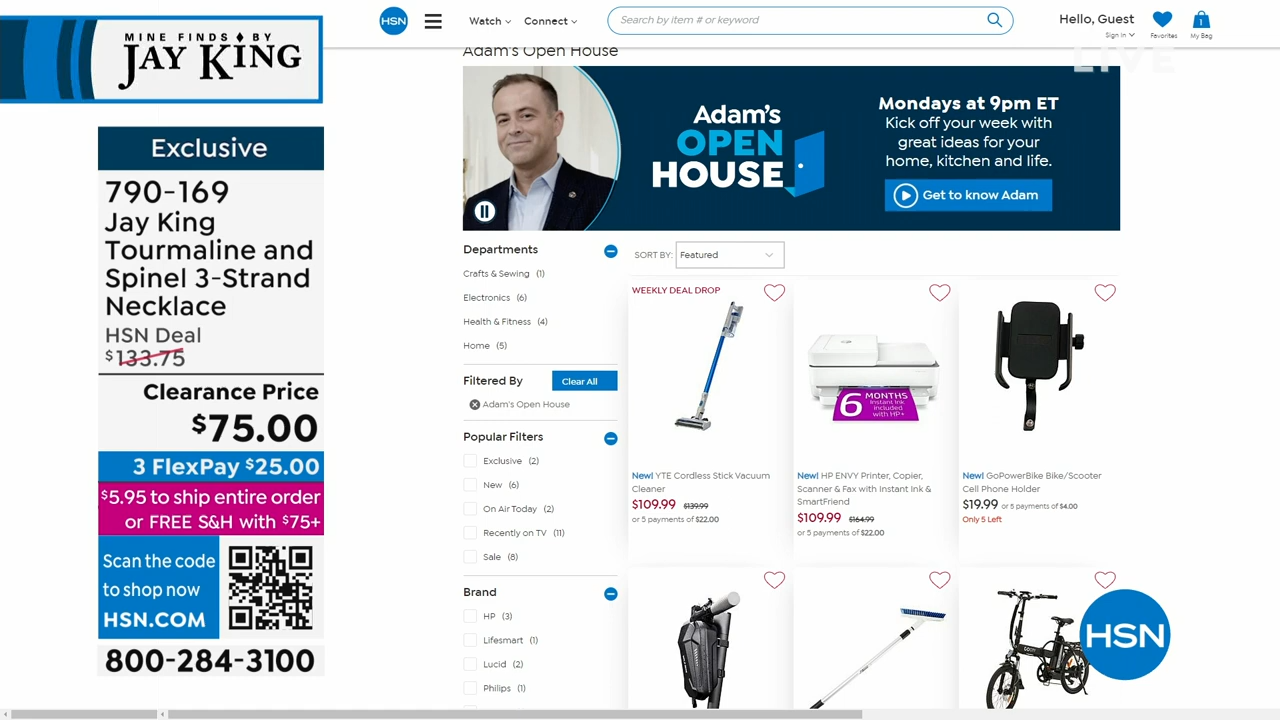 MINE FINDS BY
JAY KING
Exclusive
790-169
Jay King
Tourmaline and
Spinel 3-Strand
Necklace
HSN Deal
$133.75
Clearance Price
$75.00
3 FlexPay $25.00
$5.95 to ship entire order
or FREE S&H with $75+
Scan the code
to shop now
HSN.COM
800-284-3100
HSN
Watch
Connect
Search by item # or keyword
Hello, Guest
Sign In
Favorites
1
My Bag
LIVE
Adam's Open House
Adam's
OPEN
HOUSE
Mondays at 9pm ET
Kick off your week with
great ideas for your
home, kitchen and life.
Get to know Adam
Departments
Crafts & Sewing (1)
Electronics (6)
Health & Fitness (4)
Home (5)
Filtered By
Clear All
Adam's Open House
Popular Filters
Exclusive (2)
New (6)
On Air Today (2)
Recently on TV (11)
Sale (8)
Brand
HP (3)
Lifesmart (1)
Lucid (2)
Philips (1)
SORT BY: Featured
WEEKLY DEAL DROP
New! YTE Cordless Stick Vacuum
Cleaner
$109.99 $139.99
or 5 payments of $22.00
6 MONTHS
Instant Ink
included
with HP+
New! HP ENVY Printer, Copier,
Scanner & Fax with Instant Ink &
SmartFriend
$109.99 $164.99
or 5 payments of $22.00
New! GoPowerBike Bike/Scooter
Cell Phone Holder
$19.99 or 5 payments of $4.00
Only 5 Left
HSN